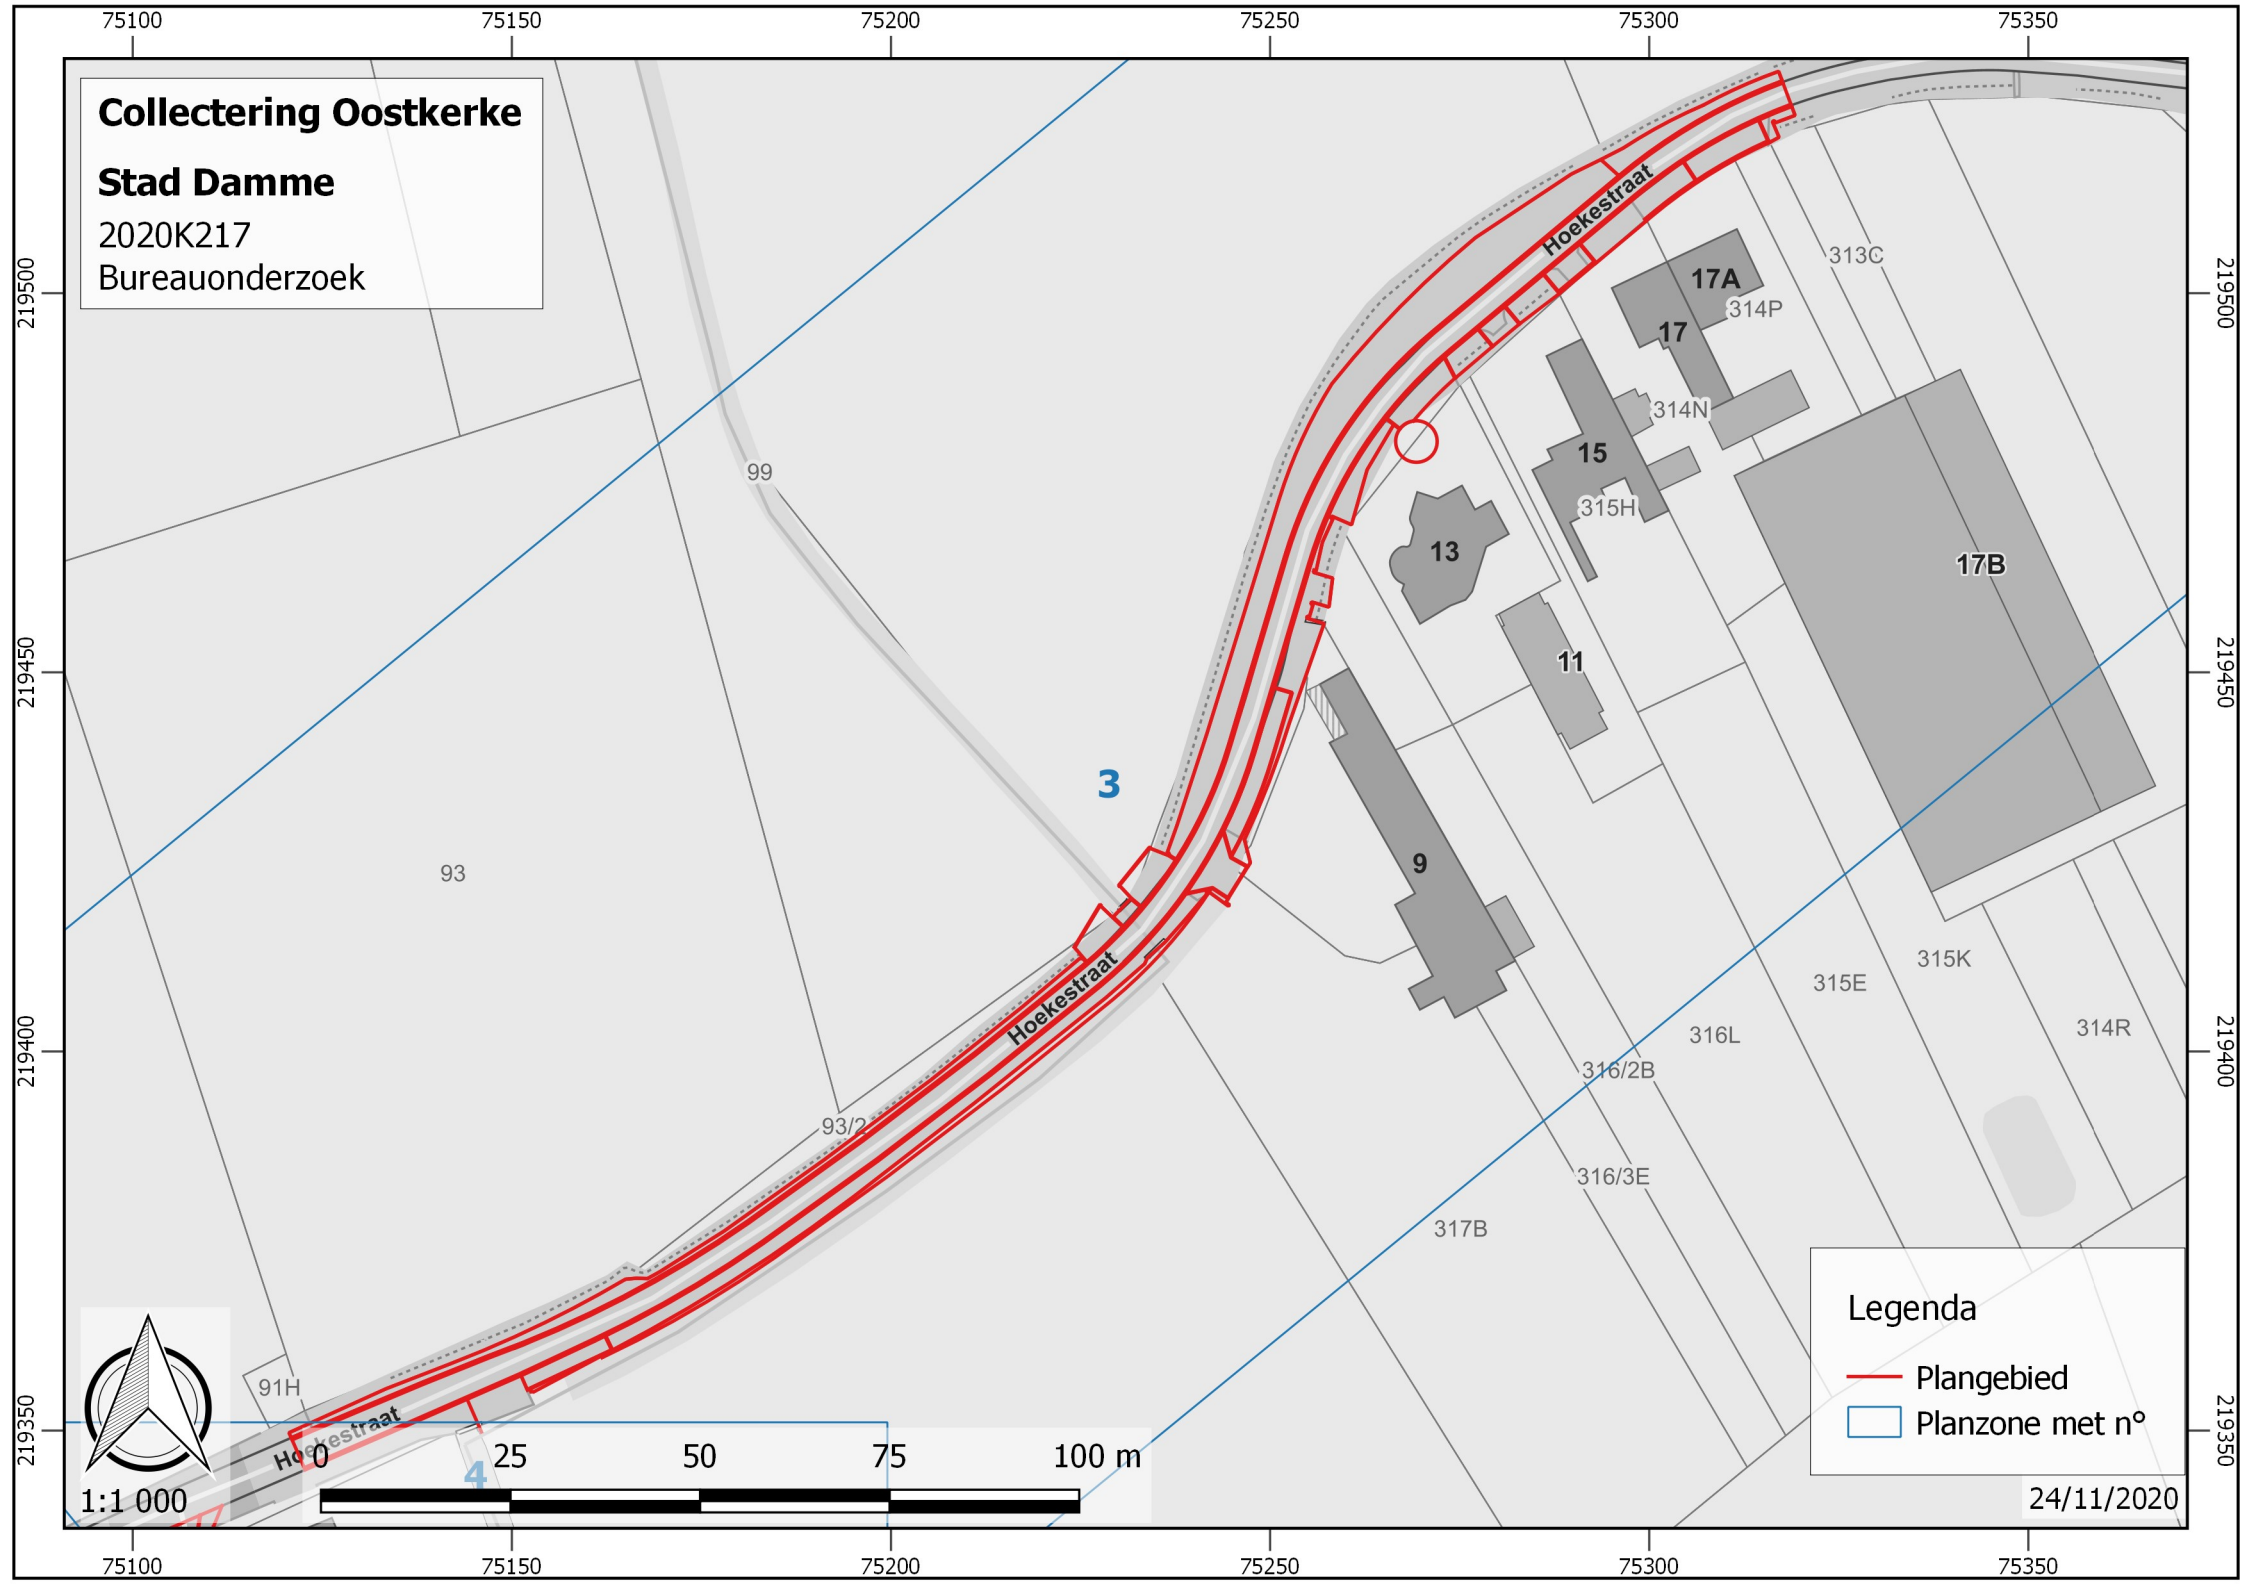 75100 75150 75200 75250 75300 75350
Collectering Oostkerke
Stad Damme
2020K217
Bureauonderzoek
219500
219500
219450
219450
219400
219400
219350
219350
Hoekestraat
313C
17A
314P
17
314N
15
315H
99
13
17B
11
3
93
9
315K
315E
Hoekestraat
314R
316L
316/2B
93/2
316/3E
317B
91H
Hoekestraat
4
0 25 50 75 100 m
1:1 000
Legenda
Plangebied
Planzone met n°
24/11/2020
75100 75150 75200 75250 75300 75350